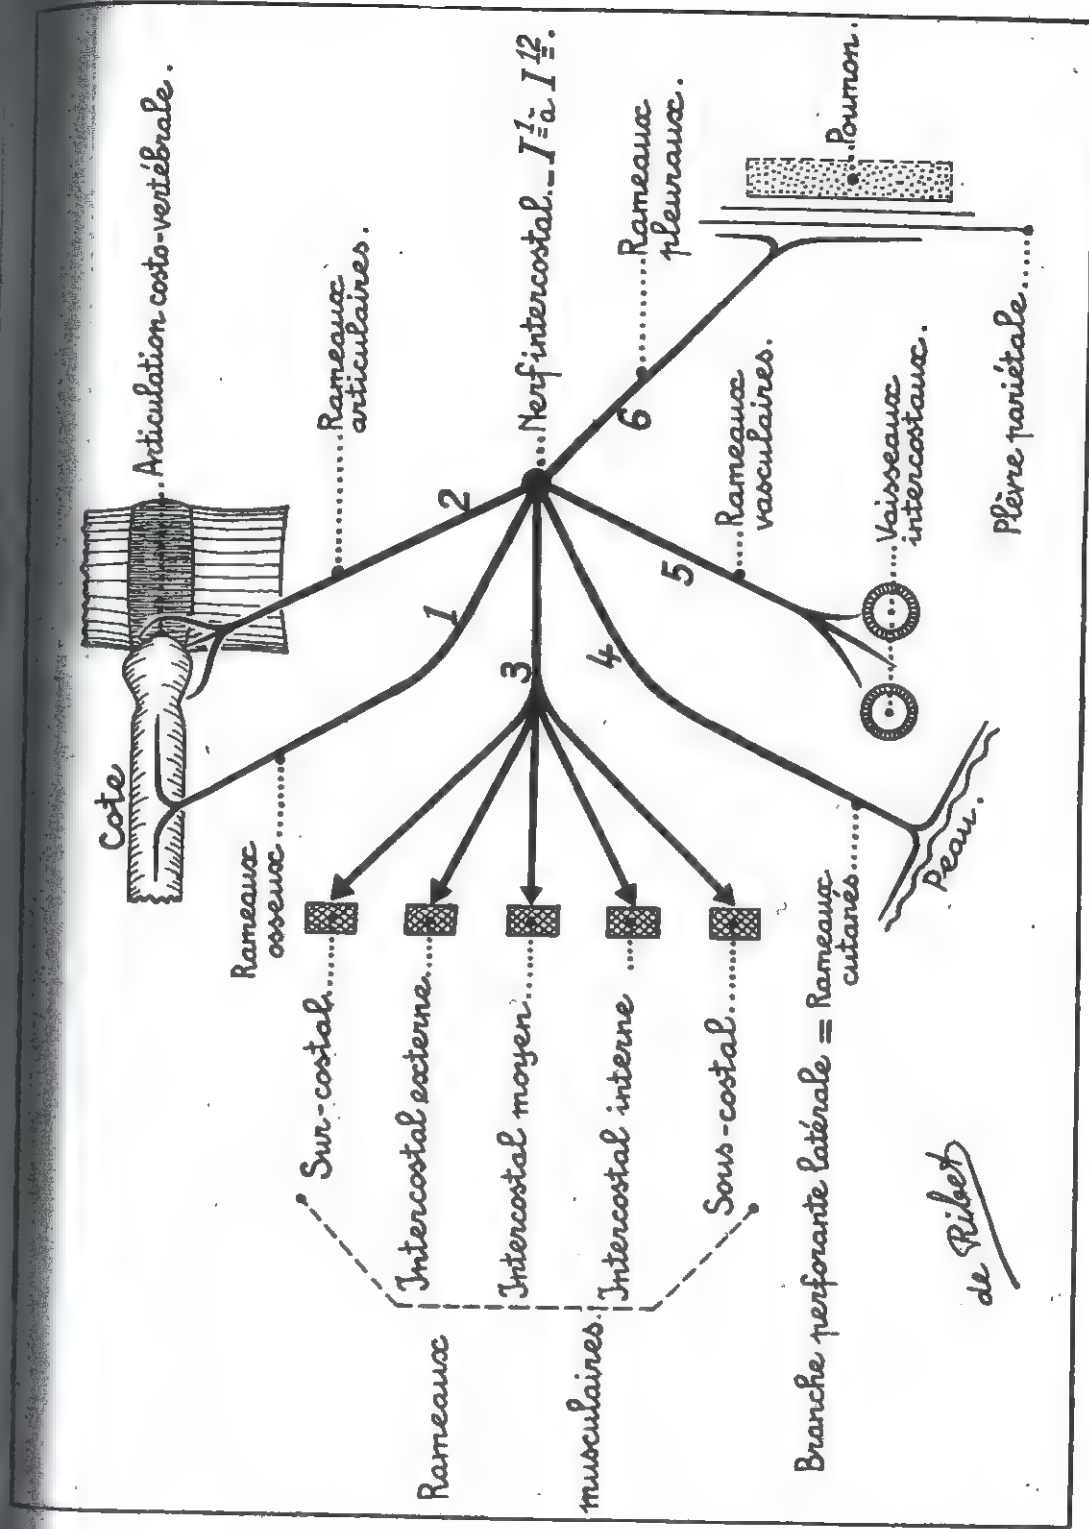 Cote
Articulation costo-vertébrale.
Rameaux
osseux
Rameaux
articulaires.
Sur-costal
Intercostal externe
Intercostal moyen
Intercostal interne
Sous-costal
Rameaux
musculaires.
1
2
3
4
5
6
Nerf intercostal._I1 à I12.
Rameaux
pleuraux.
Rameaux
vasculaires.
Poumon.
Vaisseaux
intercostaux.
Plèvre pariétale
Branche perforante latérale = Rameaux
cutanés
Peau.
de Ribet